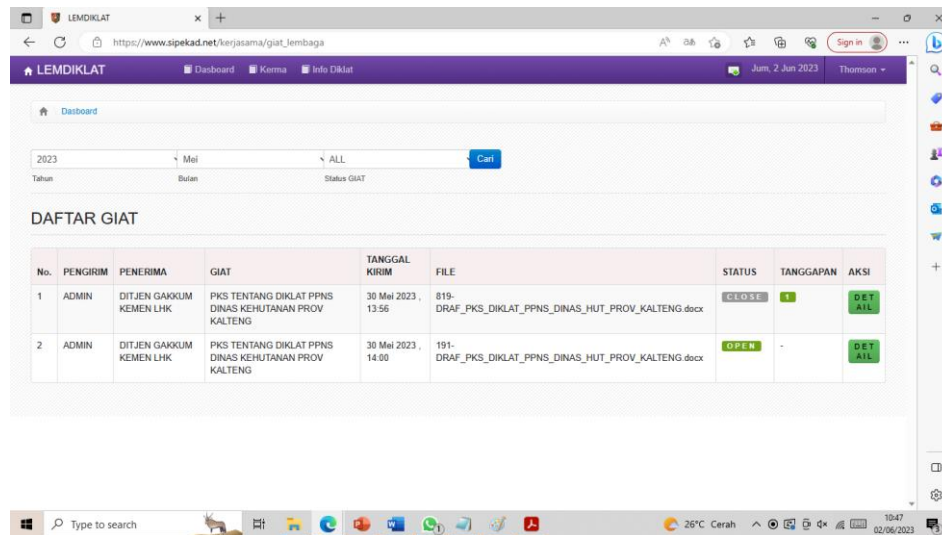 LEMDIKLAT
https://www.sipekad.net/kerjasama/giat_lembaga
Sign in
LEMDIKLAT Dasboard Kerma Info Diklat Jum, 2 Jun 2023 Thomson
Dasboard
2023 Mei ALL Cari
Tahun Bulan Status GIAT
DAFTAR GIAT
No. PENGIRIM PENERIMA GIAT TANGGAL KIRIM FILE STATUS TANGGAPAN AKSI
1 ADMIN DITJEN GAKKUM PKS TENTANG DIKLAT PPNS 30 Mei 2023 , 819- CLOSE 1 DET
KEMEN LHK DINAS KEHUTANAN PROV 13:56 DRAF_PKS_DIKLAT_PPNS_DINAS_HUT_PROV_KALTENG.docx AIL
KALTENG
2 ADMIN DITJEN GAKKUM PKS TENTANG DIKLAT PPNS 30 Mei 2023 , 191- OPEN - DET
KEMEN LHK DINAS KEHUTANAN PROV 14:00 DRAF_PKS_DIKLAT_PPNS_DINAS_HUT_PROV_KALTENG.docx AIL
KALTENG
Type to search 26°C Cerah 10:47
02/06/2023